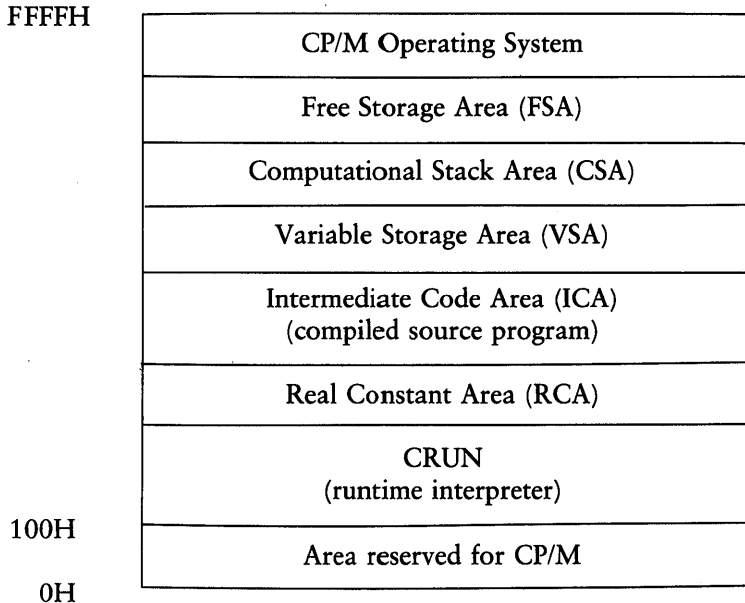 FFFFH
CP/M Operating System
Free Storage Area (FSA)
Computational Stack Area (CSA)
Variable Storage Area (VSA)
Intermediate Code Area (ICA)
(compiled source program)
Real Constant Area (RCA)
CRUN
(runtime interpreter)
100H
Area reserved for CP/M
0H